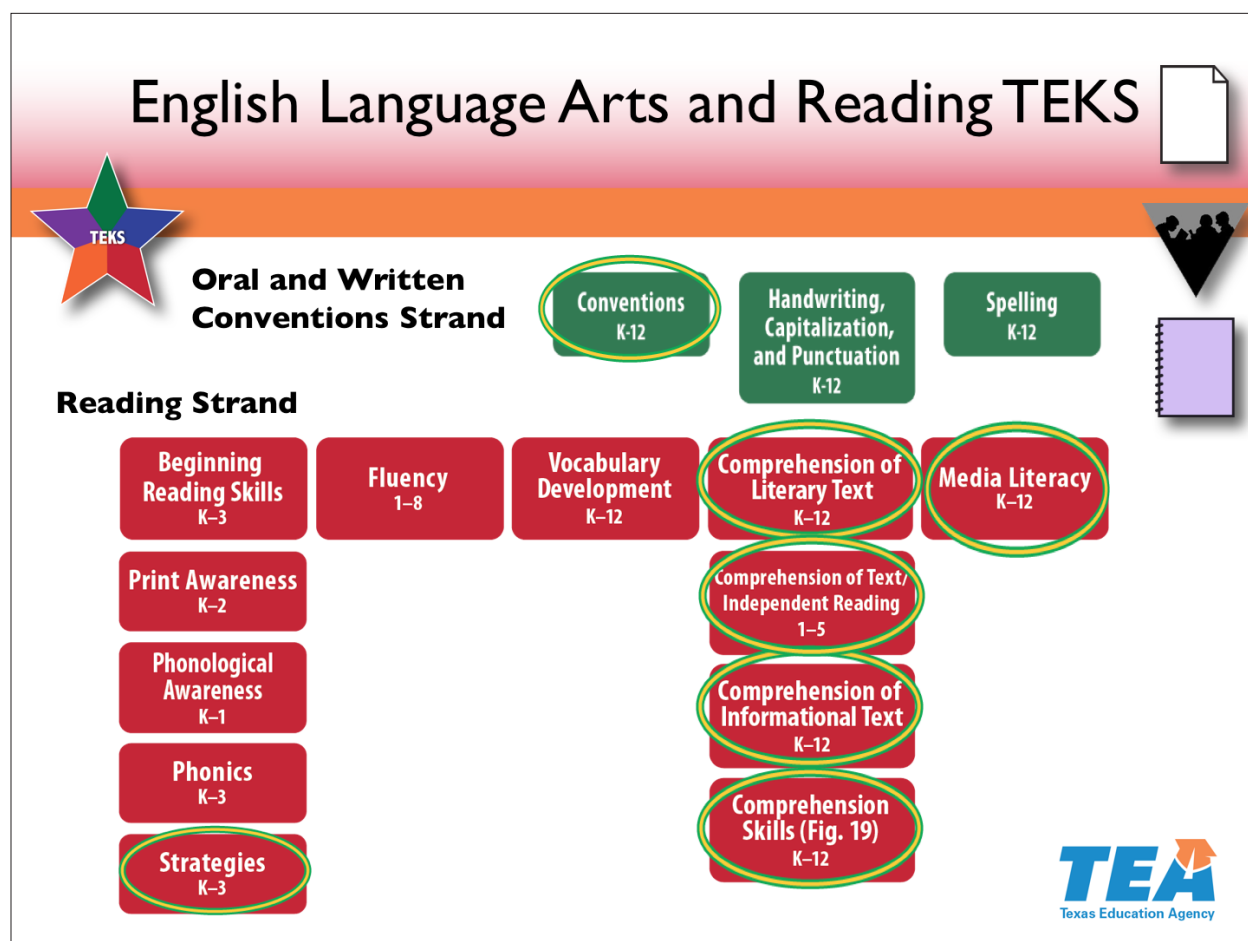 English Language Arts and Reading TEKS
TEKS
Oral and Written
Conventions Strand
Conventions
K-12
Handwriting,
Capitalization,
and Punctuation
K-12
Spelling
K-12
Reading Strand
Beginning
Reading Skills
K–3
Fluency
1–8
Vocabulary
Development
K–12
Comprehension of
Literary Text
K–12
Media Literacy
K–12
Print Awareness
K–2
Comprehension of Text/
Independent Reading
1–5
Phonological
Awareness
K–1
Comprehension of
Informational Text
K–12
Phonics
K–3
Comprehension
Skills (Fig. 19)
K–12
Strategies
K–3
TEA
Texas Education Agency